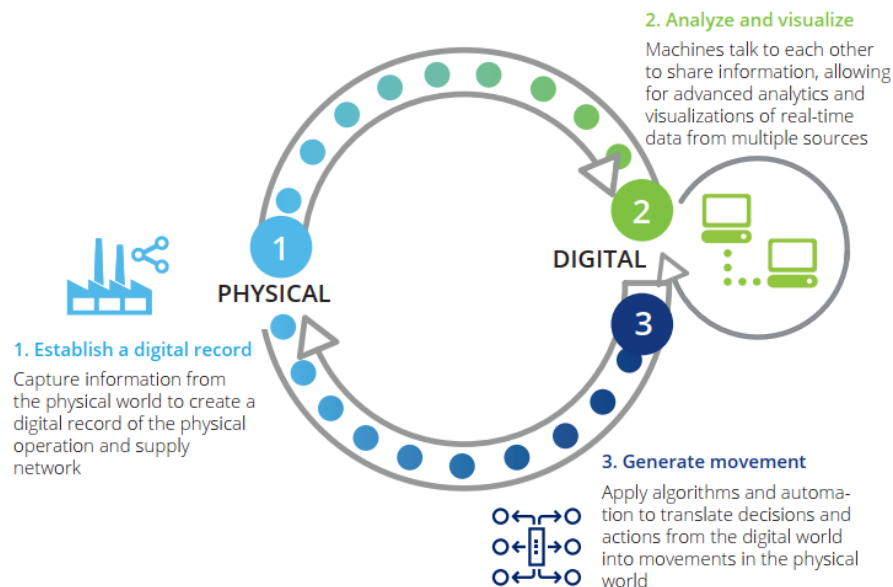 2. Analyze and visualize
Machines talk to each other
to share information, allowing
for advanced analytics and
visualizations of real-time
data from multiple sources
1
2
PHYSICAL
DIGITAL
3
1. Establish a digital record
Capture information from
the physical world to create a
digital record of the physical
operation and supply
network
3. Generate movement
Apply algorithms and automa-
tion to translate decisions and
actions from the digital world
into movements in the physical
world